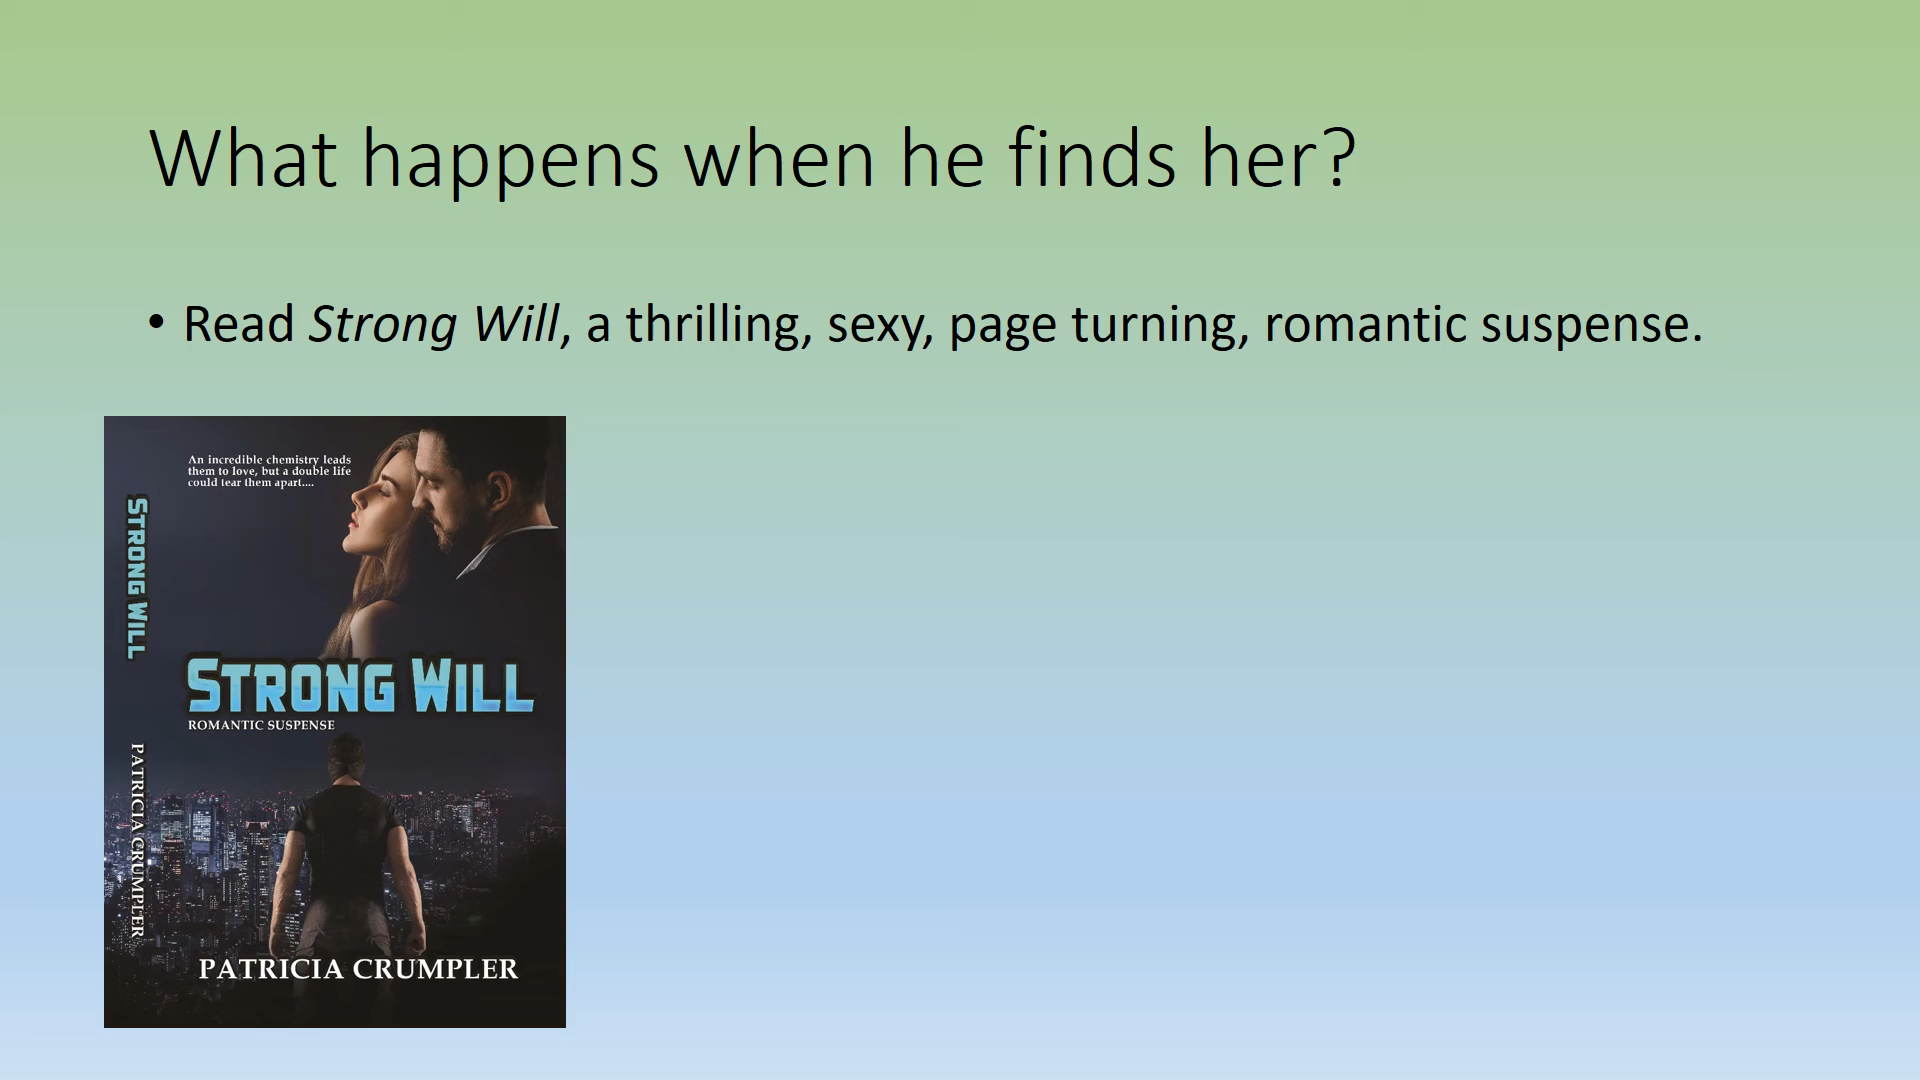 What happens when he finds her?
• Read Strong Will, a thrilling, sexy, page turning, romantic suspense.
An incredible chemistry leads
them to love, but a double life
could tear them apart....
STRONG WILL
STRONG WILL
ROMANTIC SUSPENSE
PATRICIA CRUMPLER
PATRICIA CRUMPLER